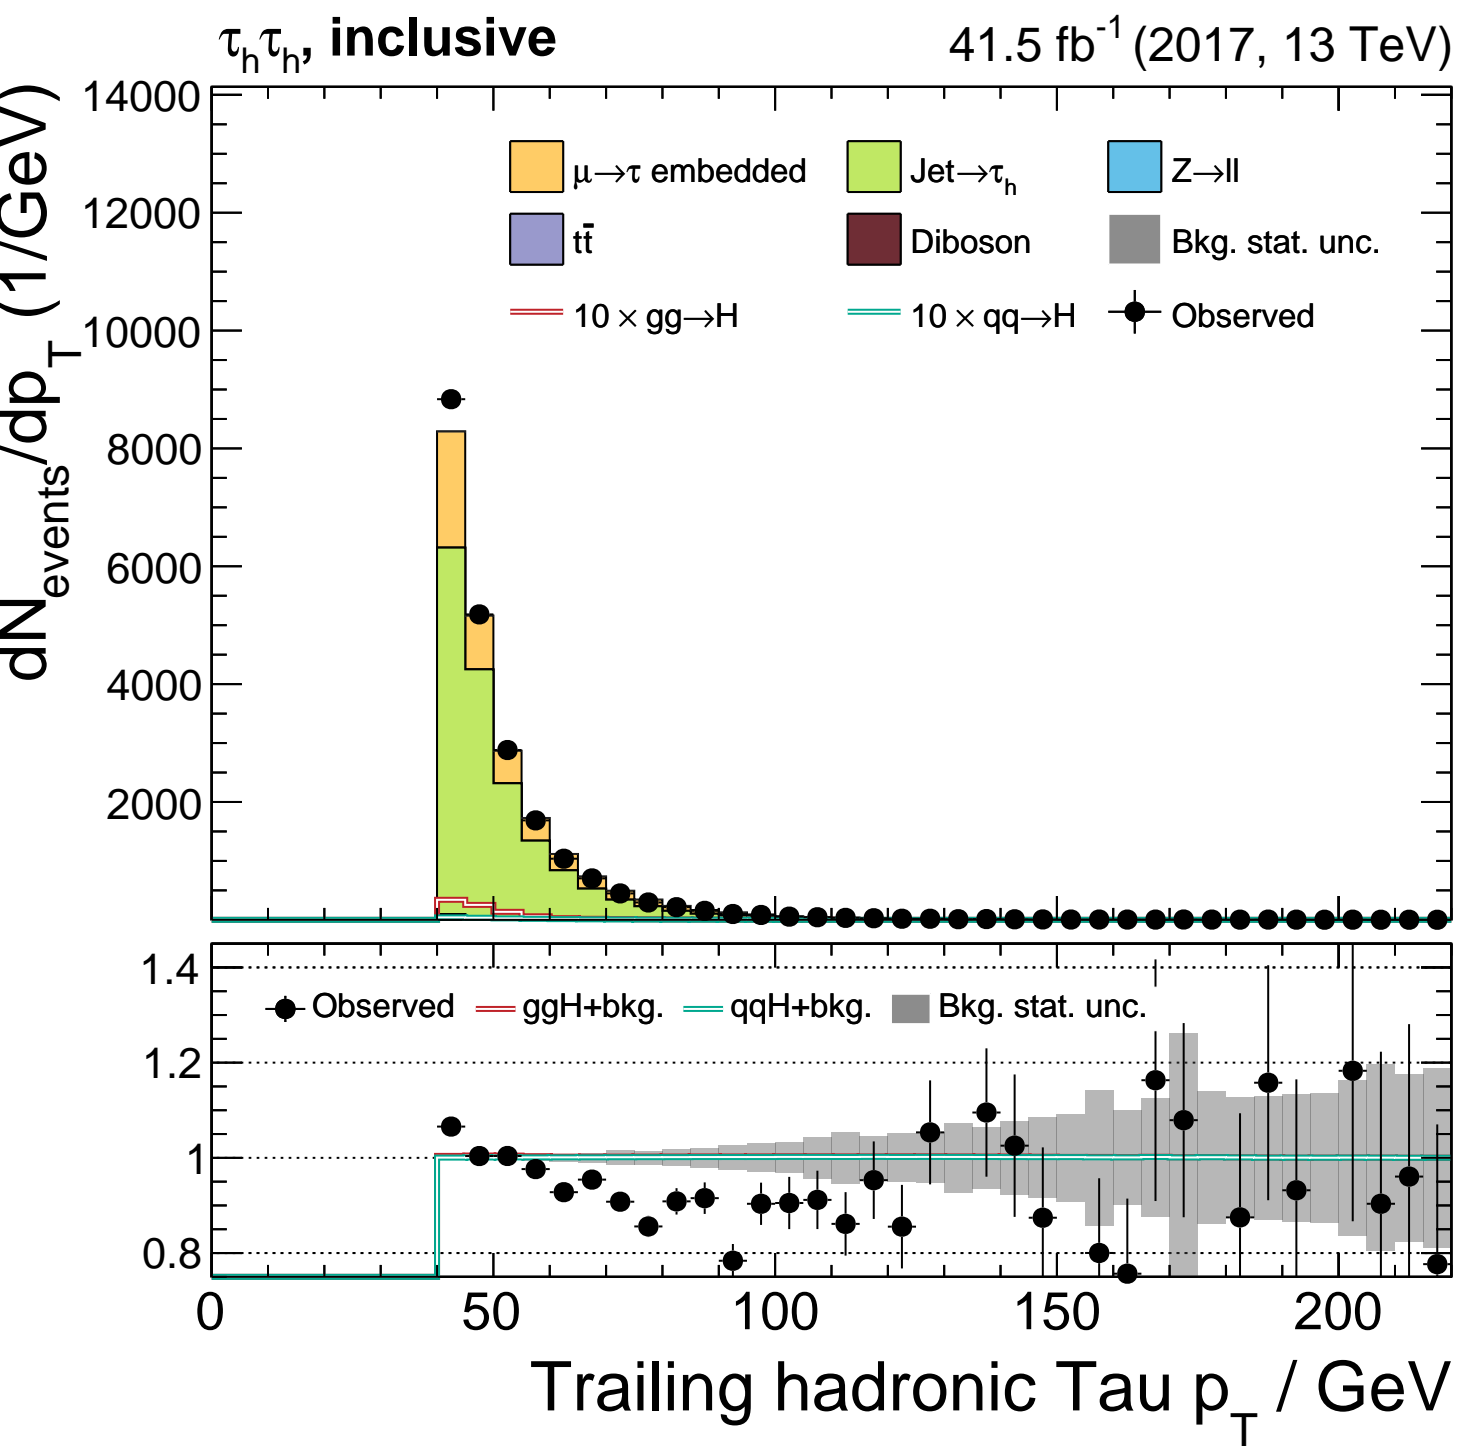 τhτh, inclusive 41.5 fb-1 (2017, 13 TeV)
dNevents/dpT (1/GeV)
14000
12000
10000
8000
6000
4000
2000
μ→τ embedded Jet→τh Z→ll
tt̄ Diboson Bkg. stat. unc.
10 × gg→H 10 × qq→H Observed
1.4
1.2
1
0.8
Observed ggH+bkg. qqH+bkg. Bkg. stat. unc.
0 50 100 150 200
Trailing hadronic Tau pT / GeV